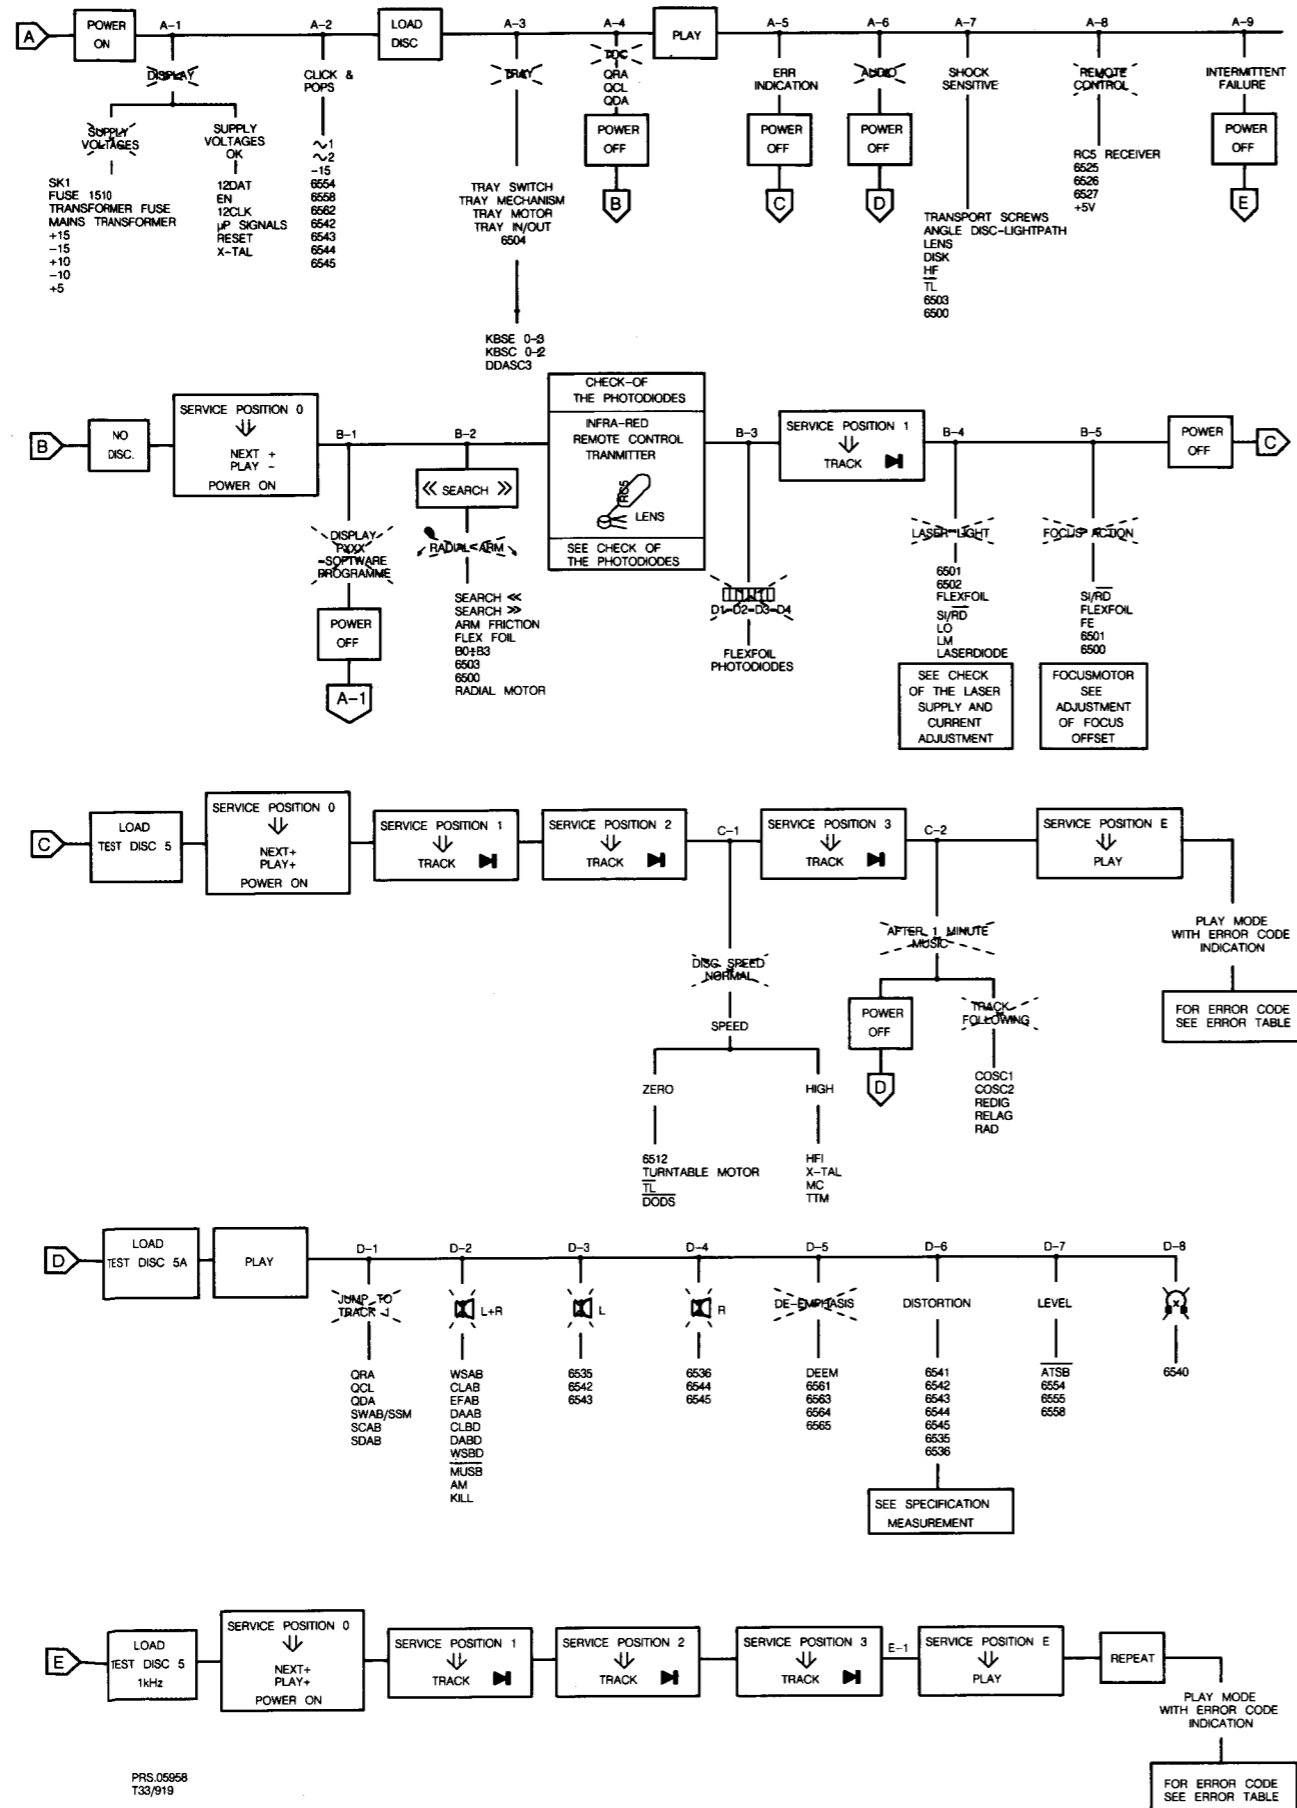 A
POWER
ON
A-1
A-2
LOAD
DISC
A-3
A-4
PLAY
A-5
A-6
A-7
A-8
A-9
DISPLAY
SUPPLY
VOLTAGES
SK1
FUSE 1510
TRANSFORMER FUSE
MAINS TRANSFORMER
+15
-15
+10
-10
+5
SUPPLY
VOLTAGES
OK
12DAT
EN
12CLK
µP SIGNALS
RESET
X-TAL
CLICK &
POPS
~1
~2
-15
6554
6558
6562
6542
6543
6544
6545
TRAY
TRAY SWITCH
TRAY MECHANISM
TRAY MOTOR
TRAY IN/OUT
6504
KBSE 0-3
KBSC 0-2
DDASC3
TOC
QRA
QCL
QDA
POWER
OFF
B
ERR
INDICATION
POWER
OFF
C
AUDIO
POWER
OFF
D
SHOCK
SENSITIVE
TRANSPORT SCREWS
ANGLE DISC-LIGHTPATH
LENS
DISK
HF
TL
6503
6500
REMOTE
CONTROL
RC5 RECEIVER
6525
6526
6527
+5V
INTERMITTENT
FAILURE
POWER
OFF
E
B
NO
DISC.
SERVICE POSITION 0
NEXT +
PLAY -
POWER ON
B-1
DISPLAY
PXXX
=SOFTWARE
PROGRAMME
POWER
OFF
A-1
B-2
<< SEARCH >>
RADIAL ARM
SEARCH <<
SEARCH >>
ARM FRICTION
FLEX FOIL
B0÷B3
6503
6500
RADIAL MOTOR
CHECK-OF
THE PHOTODIODES
INFRA-RED
REMOTE CONTROL
TRANMITTER
RC5
LENS
SEE CHECK OF
THE PHOTODIODES
B-3
D1-D2-D3-D4
FLEXFOIL
PHOTODIODES
SERVICE POSITION 1
TRACK
B-4
LASER-LIGHT
6501
6502
FLEXFOIL
SI/RD
LO
LM
LASERDIODE
SEE CHECK
OF THE LASER
SUPPLY AND
CURRENT
ADJUSTMENT
B-5
FOCUS ACTION
SI/RD
FLEXFOIL
FE
6501
6500
FOCUSMOTOR
SEE
ADJUSTMENT
OF FOCUS
OFFSET
POWER
OFF
C
C
LOAD
TEST DISC 5
SERVICE POSITION 0
NEXT+
PLAY+
POWER ON
SERVICE POSITION 1
TRACK
SERVICE POSITION 2
TRACK
C-1
DISC SPEED
NORMAL
SPEED
ZERO
6512
TURNTABLE MOTOR
TL
DODS
HIGH
HFI
X-TAL
MC
TTM
SERVICE POSITION 3
TRACK
C-2
AFTER 1 MINUTE
MUSIC
POWER
OFF
D
TRACK
FOLLOWING
COSC1
COSC2
REDIG
RELAG
RAD
SERVICE POSITION E
PLAY
PLAY MODE
WITH ERROR CODE
INDICATION
FOR ERROR CODE
SEE ERROR TABLE
D
LOAD
TEST DISC 5A
PLAY
D-1
JUMP TO
TRACK 1
QRA
QCL
QDA
SWAB/SSM
SCAB
SDAB
D-2
L+R
WSAB
CLAB
EFAB
DAAB
CLBD
DABD
WSBD
MUSB
AM
KILL
D-3
L
6535
6542
6543
D-4
R
6536
6544
6545
D-5
DE-EMPHASIS
DEEM
6561
6563
6564
6565
D-6
DISTORTION
6541
6542
6543
6544
6545
6535
6536
SEE SPECIFICATION
MEASUREMENT
D-7
LEVEL
ATSB
6554
6555
6558
D-8
6540
E
LOAD
TEST DISC 5
1kHz
SERVICE POSITION 0
NEXT+
PLAY+
POWER ON
SERVICE POSITION 1
TRACK
SERVICE POSITION 2
TRACK
SERVICE POSITION 3
TRACK
E-1
SERVICE POSITION E
PLAY
REPEAT
PLAY MODE
WITH ERROR CODE
INDICATION
FOR ERROR CODE
SEE ERROR TABLE
PRS.05958
T33/919